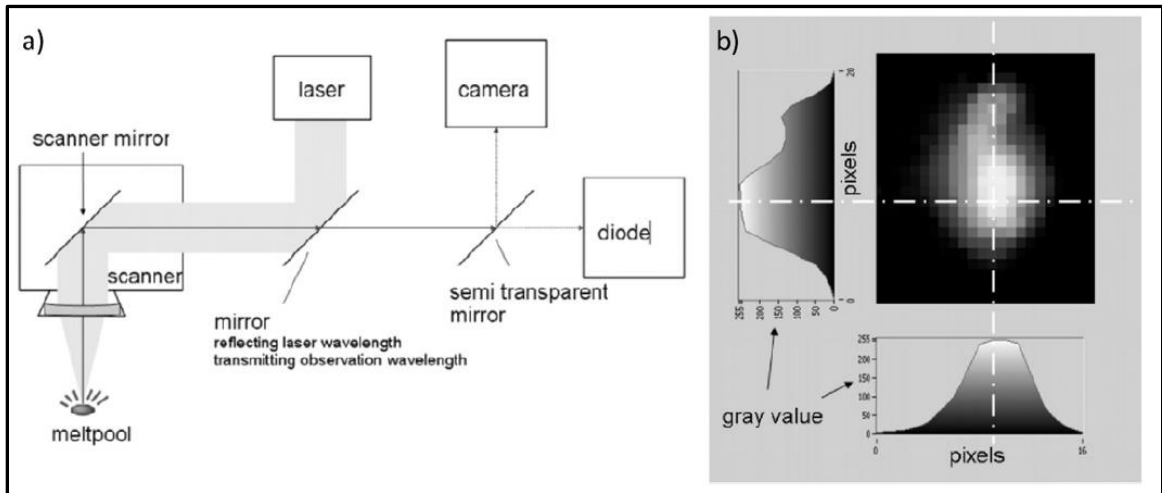 a)
laser
camera
scanner mirror
diode
scanner
semi transparent
mirror
mirror
reflecting laser wavelength
transmitting observation wavelength
meltpool
b)
20
pixels
0
255
200
150
100
50
0
gray value
255
200
150
100
50
0
0
16
pixels